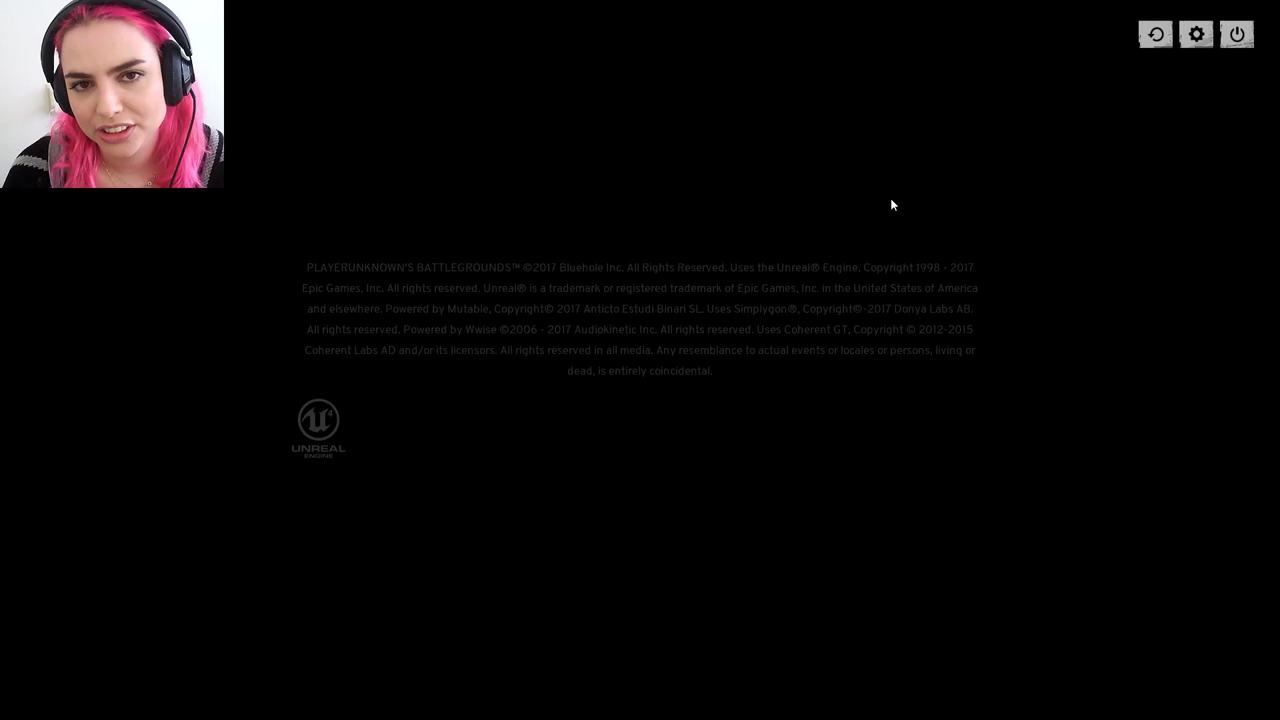 PLAYERUNKNOWN'S BATTLEGROUNDS™ ©2017 Bluehole Inc. All Rights Reserved. Uses the Unreal® Engine. Copyright 1998 - 2017
Epic Games, Inc. All rights reserved. Unreal® is a trademark or registered trademark of Epic Games, Inc. in the United States of America
and elsewhere. Powered by Mutable, Copyright© 2017 Anticto Estudi Binari SL. Uses Simplygon®, Copyright©-2017 Donya Labs AB.
All rights reserved. Powered by Wwise ©2006 - 2017 Audiokinetic Inc. All rights reserved. Uses Coherent GT, Copyright © 2012-2015
Coherent Labs AD and/or its licensors. All rights reserved in all media. Any resemblance to actual events or locales or persons, living or
dead, is entirely coincidental.
4
UNREAL
ENGINE